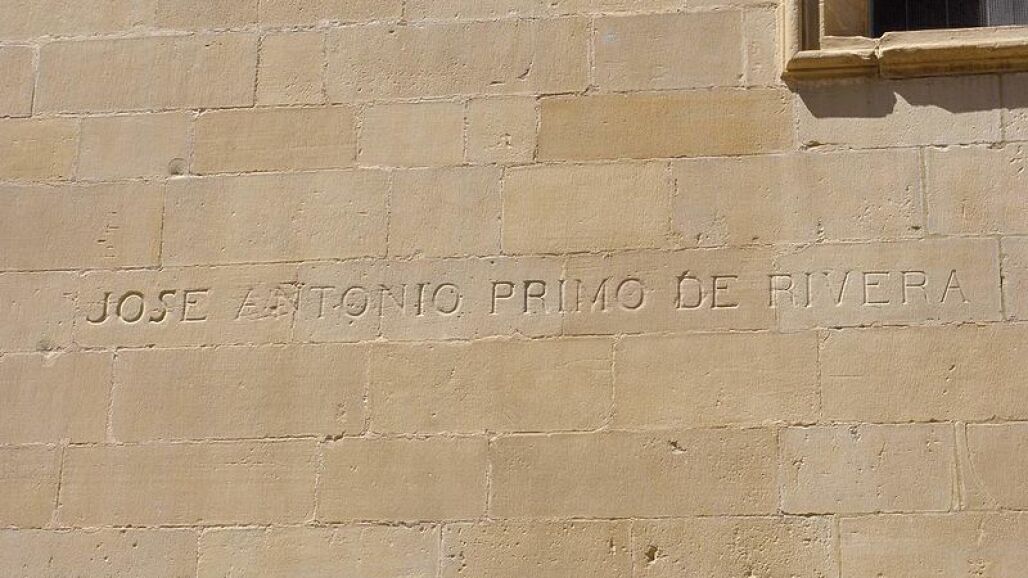 JOSE ANTONIO PRIMO DE RIVERA